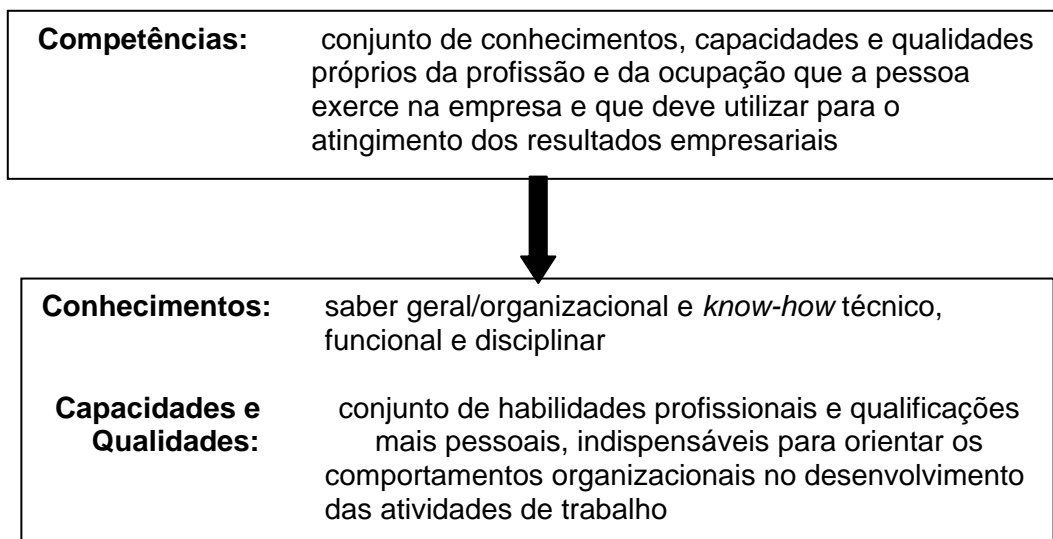 Competências: conjunto de conhecimentos, capacidades e qualidades
próprios da profissão e da ocupação que a pessoa
exerce na empresa e que deve utilizar para o
atingimento dos resultados empresariais
Conhecimentos: saber geral/organizacional e know-how técnico,
funcional e disciplinar
Capacidades e conjunto de habilidades profissionais e qualificações
Qualidades: mais pessoais, indispensáveis para orientar os
comportamentos organizacionais no desenvolvimento
das atividades de trabalho